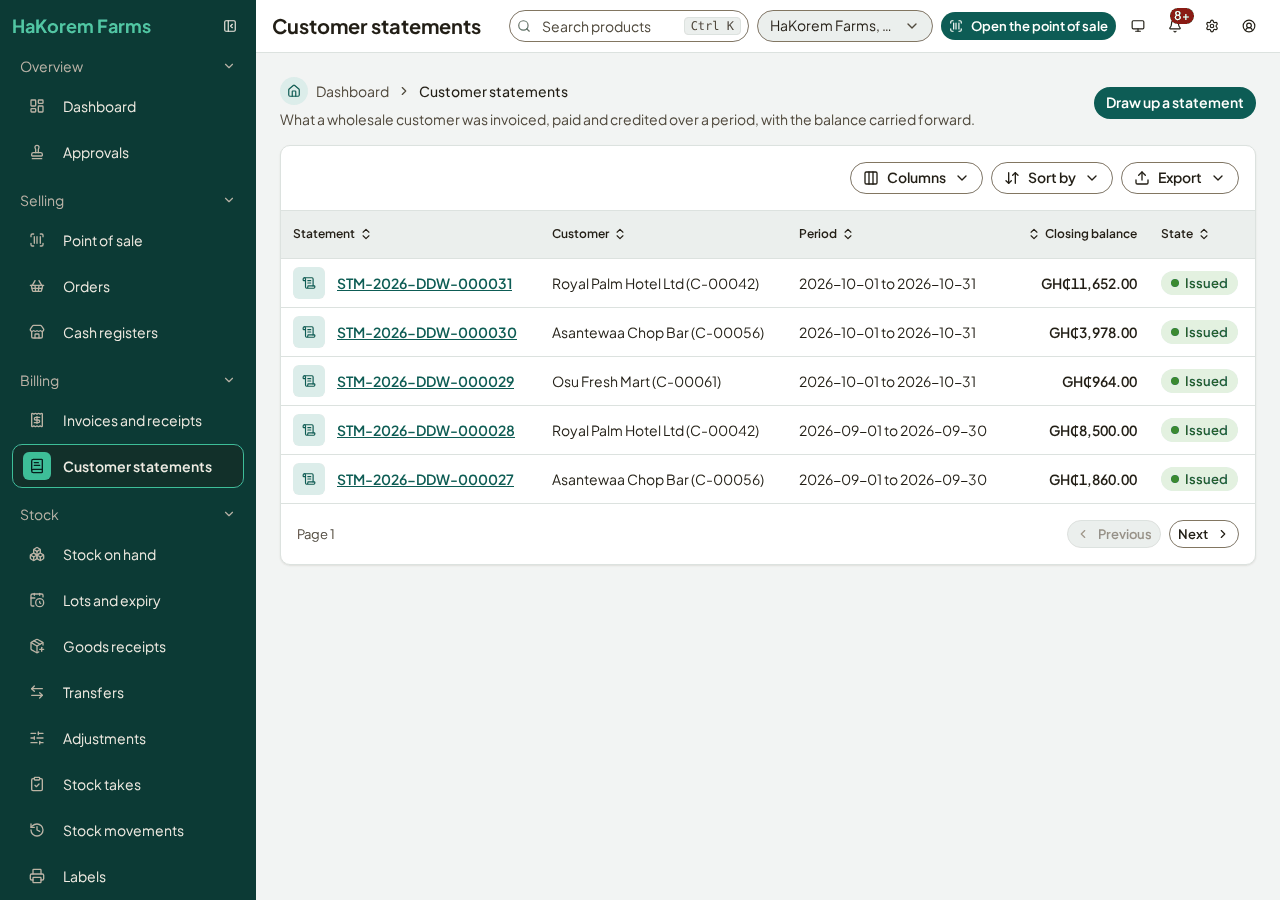 HaKorem Farms
Overview
Dashboard
Approvals
Selling
Point of sale
Orders
Cash registers
Billing
Invoices and receipts
Customer statements
Stock
Stock on hand
Lots and expiry
Goods receipts
Transfers
Adjustments
Stock takes
Stock movements
Labels
Customer statements
Search products Ctrl K
HaKorem Farms, ...
Open the point of sale
8+
Dashboard > Customer statements
What a wholesale customer was invoiced, paid and credited over a period, with the balance carried forward.
Draw up a statement
Columns Sort by Export
Statement Customer Period Closing balance State
STM-2026-DDW-000031 Royal Palm Hotel Ltd (C-00042) 2026-10-01 to 2026-10-31 GH₵11,652.00 Issued
STM-2026-DDW-000030 Asantewaa Chop Bar (C-00056) 2026-10-01 to 2026-10-31 GH₵3,978.00 Issued
STM-2026-DDW-000029 Osu Fresh Mart (C-00061) 2026-10-01 to 2026-10-31 GH₵964.00 Issued
STM-2026-DDW-000028 Royal Palm Hotel Ltd (C-00042) 2026-09-01 to 2026-09-30 GH₵8,500.00 Issued
STM-2026-DDW-000027 Asantewaa Chop Bar (C-00056) 2026-09-01 to 2026-09-30 GH₵1,860.00 Issued
Page 1
Previous Next